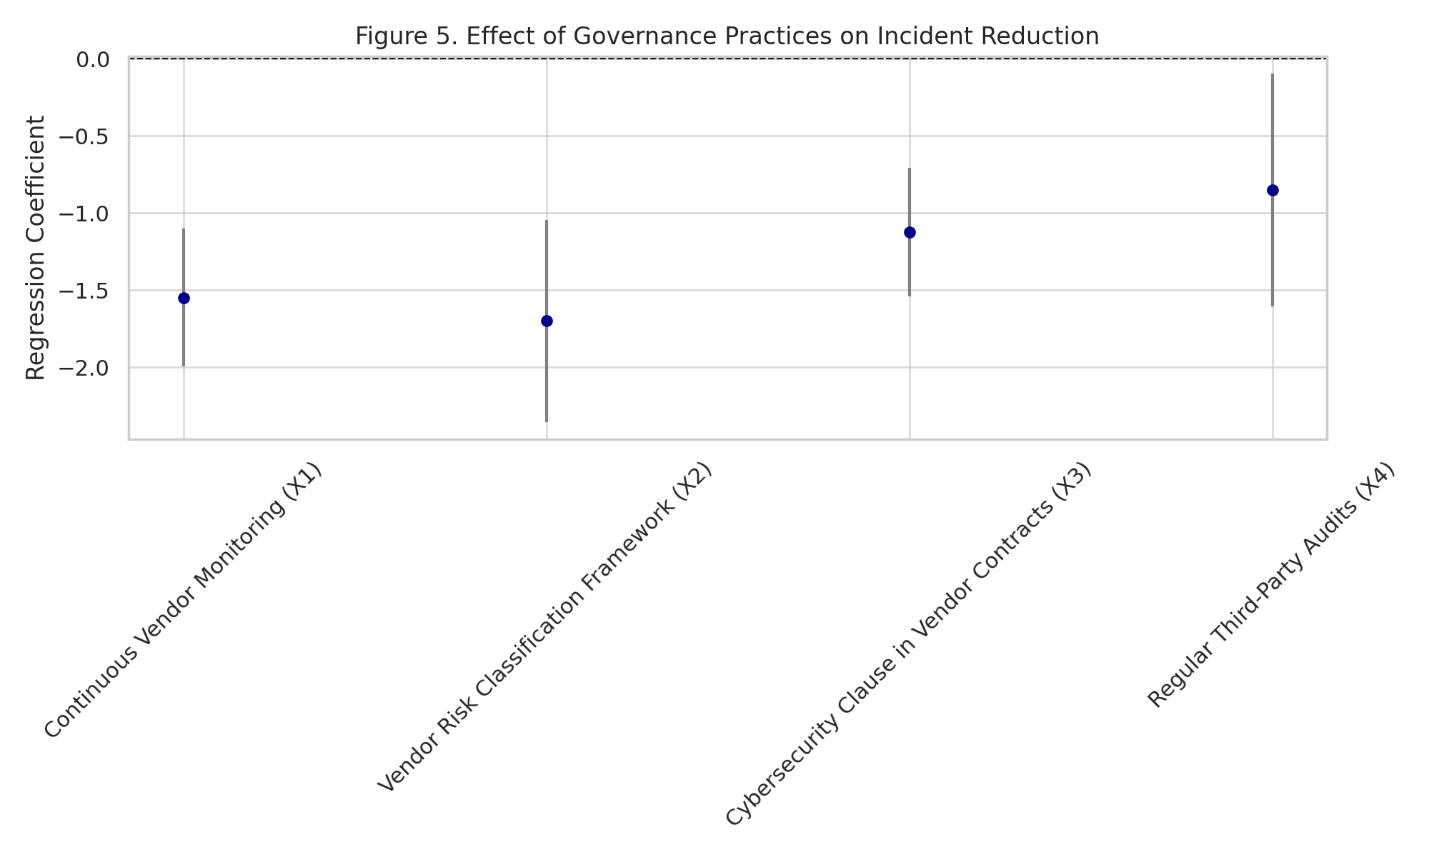 Figure 5. Effect of Governance Practices on Incident Reduction
Regression Coefficient
0.0
−0.5
−1.0
−1.5
−2.0
Continuous Vendor Monitoring (X1)
Vendor Risk Classification Framework (X2)
Cybersecurity Clause in Vendor Contracts (X3)
Regular Third-Party Audits (X4)